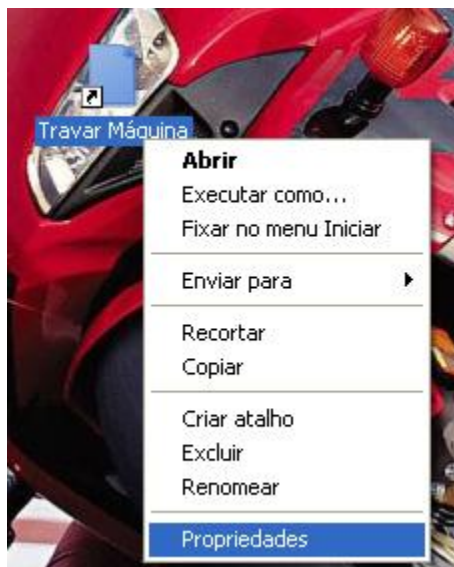 Travar Máquina
Abrir
Executar como...
Fixar no menu Iniciar
Enviar para
Recortar
Copiar
Criar atalho
Excluir
Renomear
Propriedades